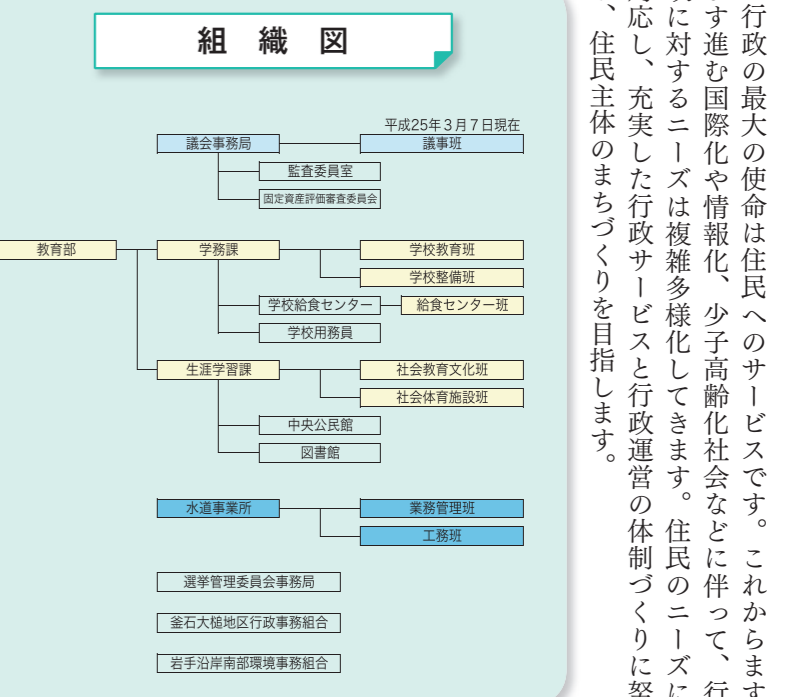 組織図
平成25年3月7日現在
議会事務局
議事班
監査委員室
固定資産評価審査委員会
教育部
学務課
学校教育班
学校整備班
学校給食センター
給食センター班
学校用務員
生涯学習課
社会教育文化班
社会体育施設班
中央公民館
図書館
水道事業所
業務管理班
工務班
選挙管理委員会事務局
釜石大槌地区行政事務組合
岩手沿岸南部環境事務組合
行政の最大の使命は住民へのサービスです。これからます
す進む国際化や情報化、少子高齢化社会などに伴って、行
に対するニーズは複雑多様化してきます。住民のニーズに
応し、充実した行政サービスと行政運営の体制づくりに努
、住民主体のまちづくりを目指します。